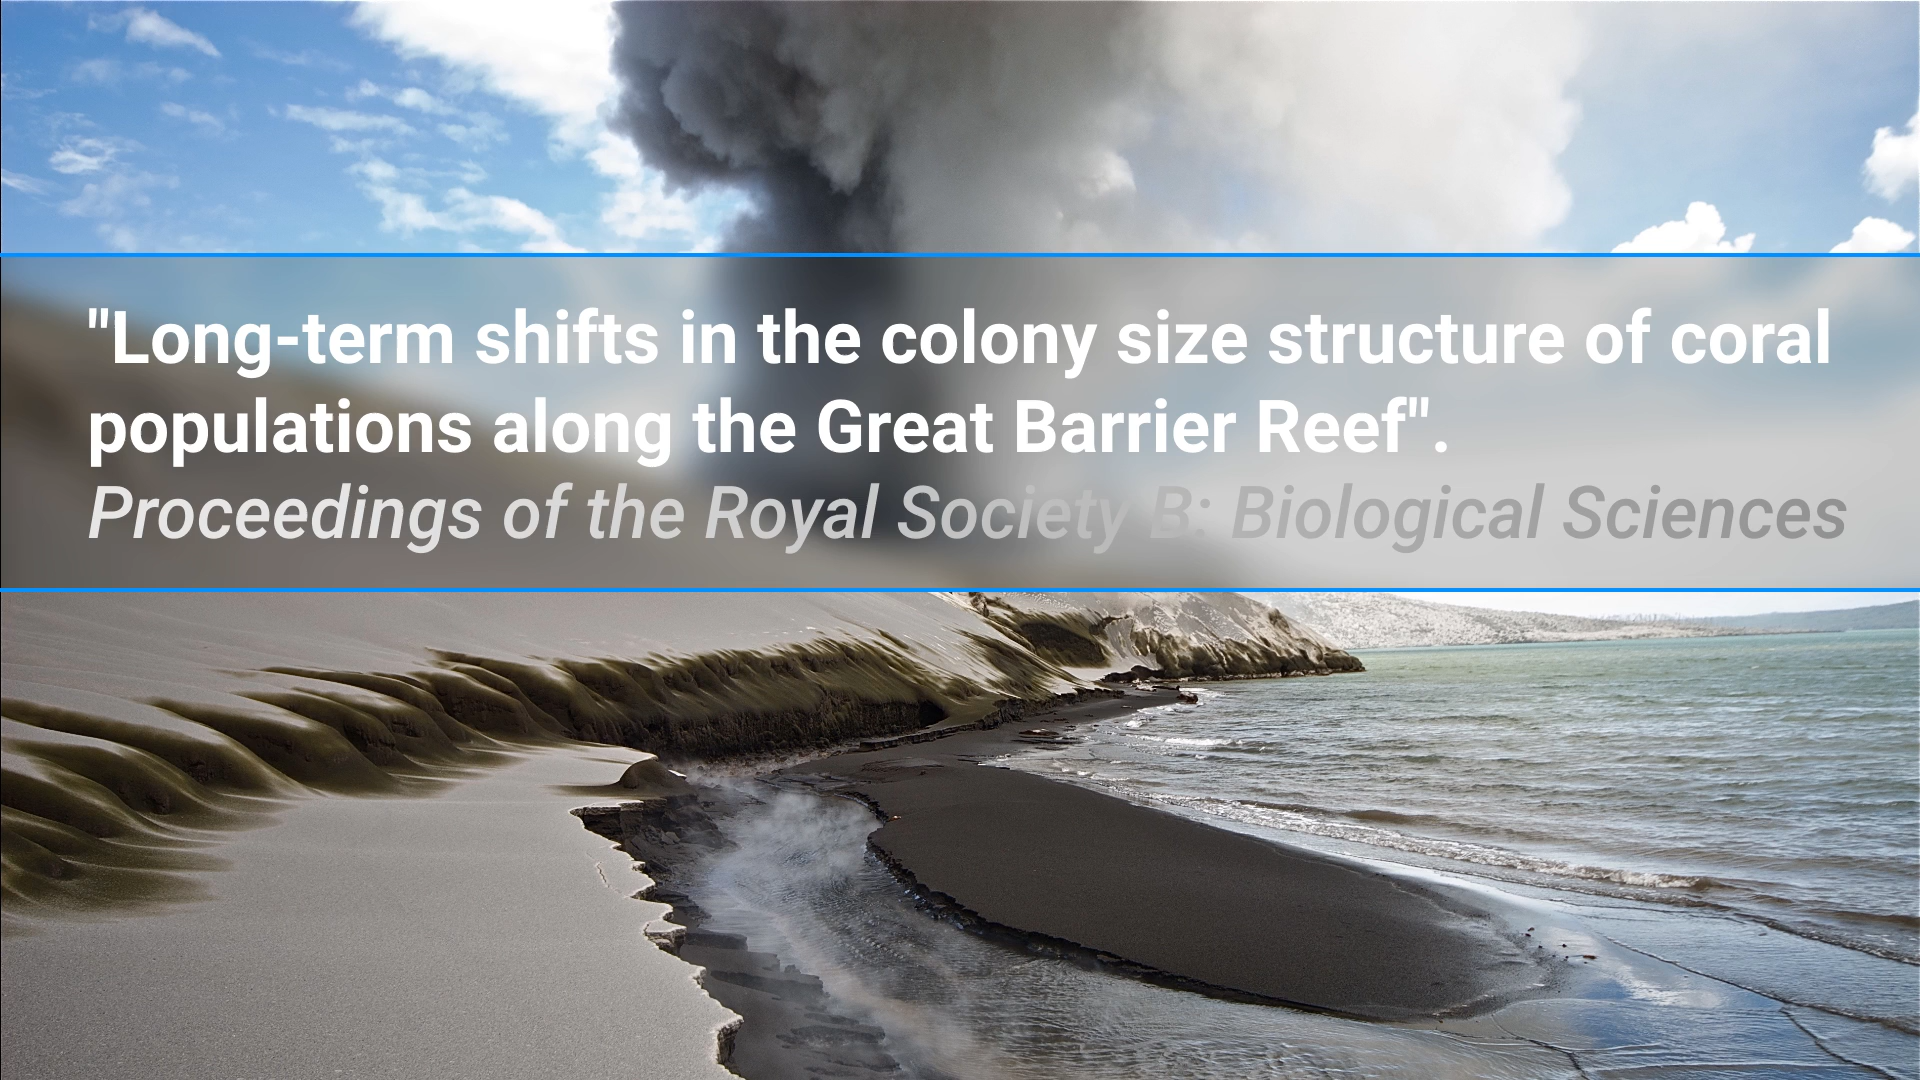 "Long-term shifts in the colony size structure of coral
populations along the Great Barrier Reef".
Proceedings of the Royal Society B: Biological Sciences